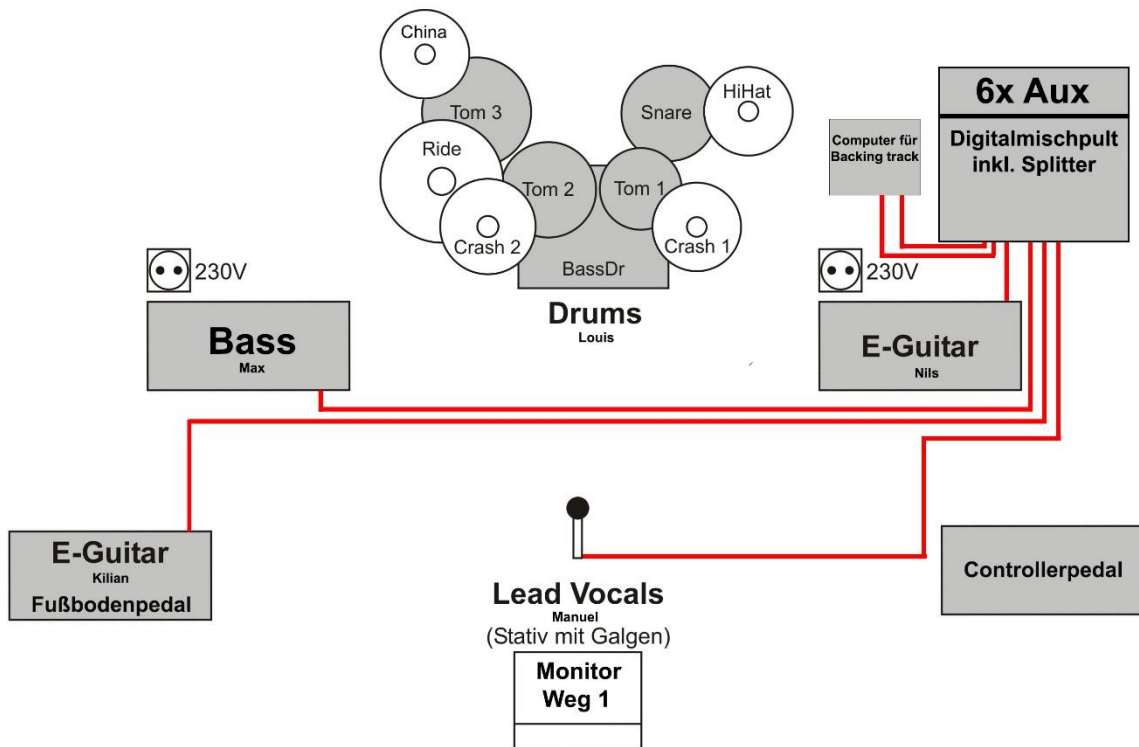 China
Tom 3
Snare
HiHat
6x Aux
Computer für
Backing track
Digitalmischpult
inkl. Splitter
Ride
Tom 2
Tom 1
Crash 2
Crash 1
BassDr
230V
230V
Drums
Louis
Bass
Max
E-Guitar
Nils
E-Guitar
Kilian
Fußbodenpedal
Controllerpedal
Lead Vocals
Manuel
(Stativ mit Galgen)
Monitor
Weg 1